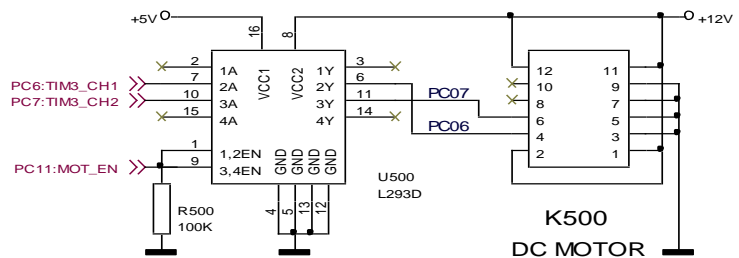 +5V +12V
16 8
2 1A VCC1 VCC2 1Y 3 12 11
PC6:TIM3_CH1 7 2A 2Y 6 10 9
PC7:TIM3_CH2 10 3A 3Y 11 PC07 8 7
15 4A 4Y 14 6 5
PC06 4 3
1 1,2EN 2 1
PC11:MOT_EN 9 3,4EN GND GND GND GND U500
L293D
4 5 13 12
R500 K500
100K DC MOTOR